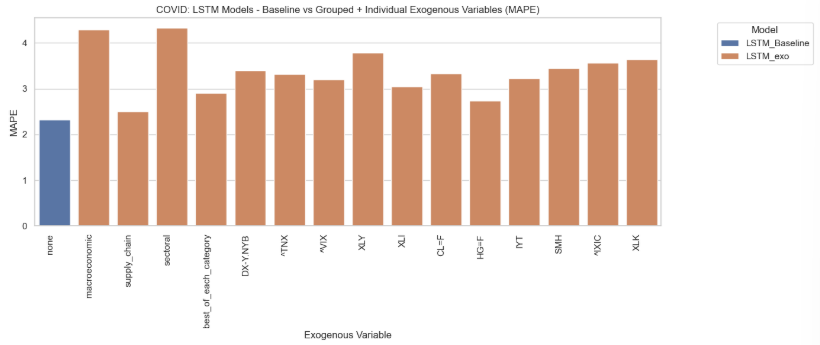 COVID: LSTM Models - Baseline vs Grouped + Individual Exogenous Variables (MAPE)
Model
LSTM_Baseline
LSTM_exo
MAPE
4
3
2
1
0
none
macroeconomic
supply_chain
sectoral
best_of_each_category
DX-Y.NYB
^TNX
^VIX
XLY
XLI
CL=F
HG=F
IYT
SMH
^IXIC
XLK
Exogenous Variable